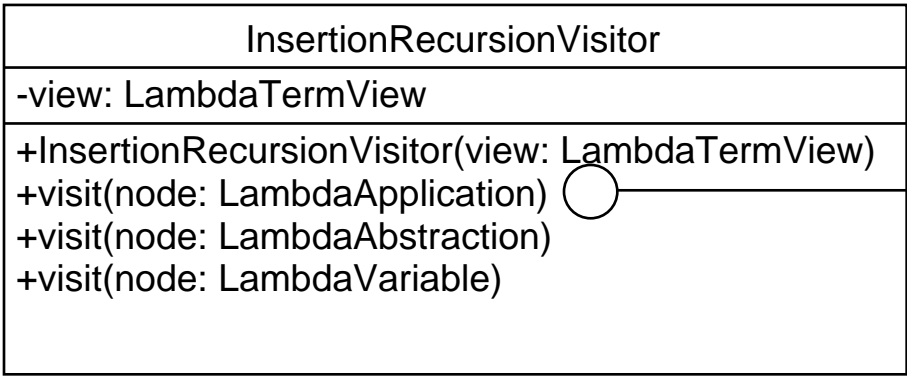 InsertionRecursionVisitor
-view: LambdaTermView
+InsertionRecursionVisitor(view: LambdaTermView)
+visit(node: LambdaApplication)
+visit(node: LambdaAbstraction)
+visit(node: LambdaVariable)